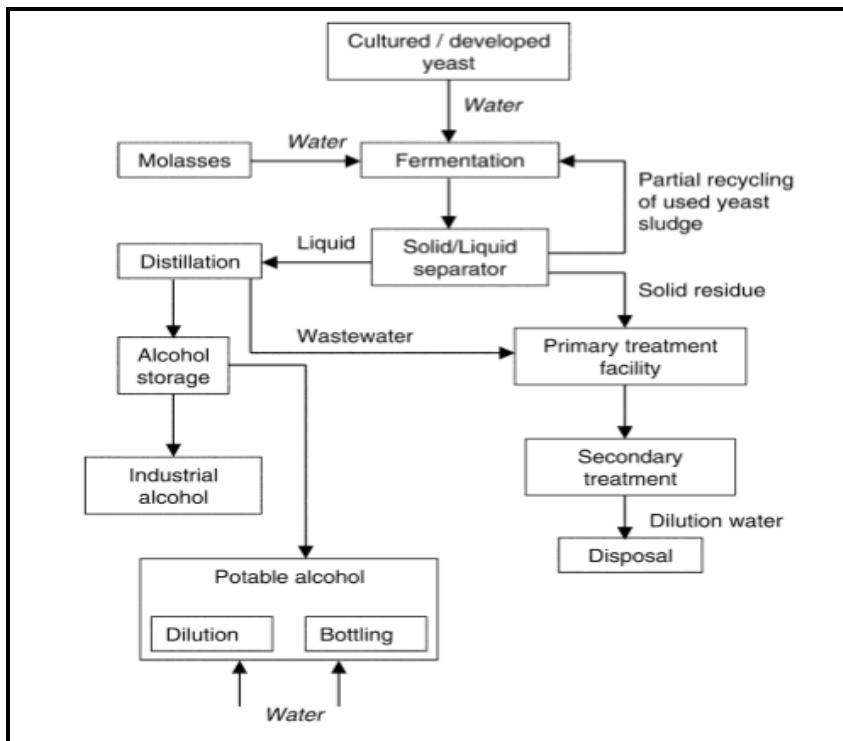 Cultured / developed
yeast
Water
Molasses
Water
Fermentation
Partial recycling
of used yeast
sludge
Liquid
Solid/Liquid
separator
Distillation
Solid residue
Wastewater
Primary treatment
facility
Alcohol
storage
Secondary
treatment
Industrial
alcohol
Dilution water
Disposal
Potable alcohol
Dilution
Bottling
Water